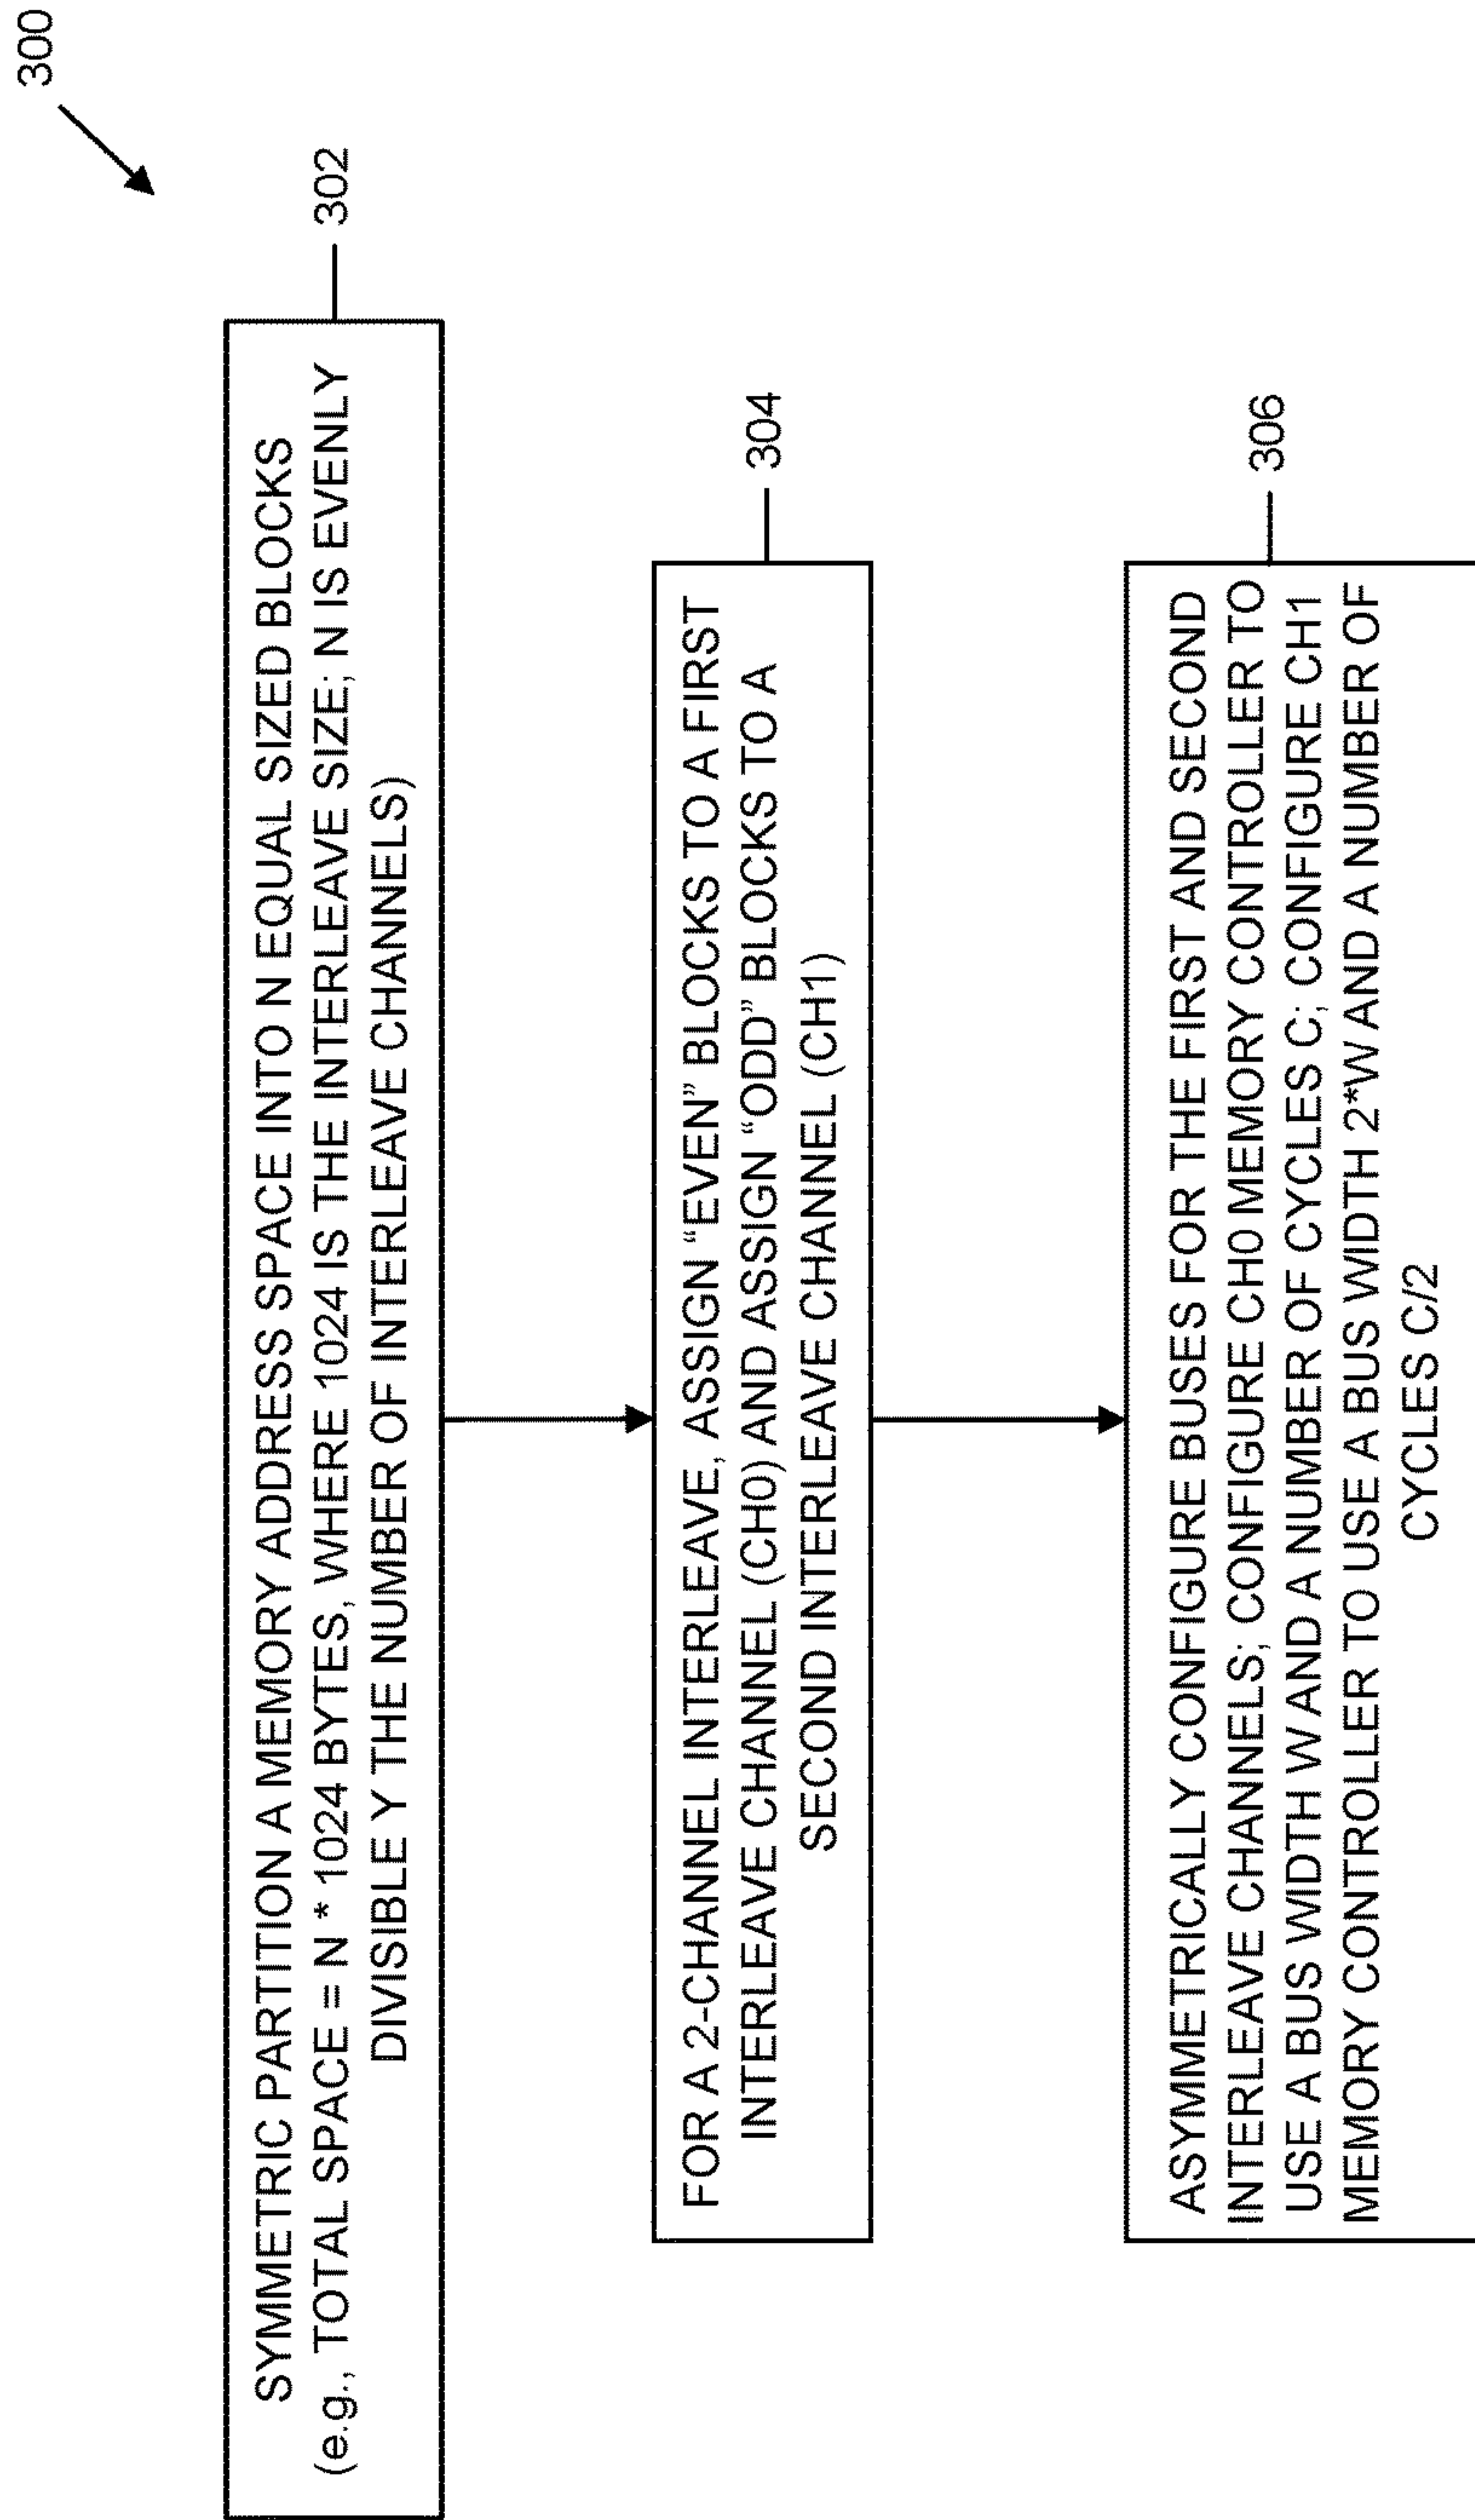 300
SYMMETRIC PARTITION A MEMORY ADDRESS SPACE INTO N EQUAL SIZED BLOCKS
(e.g., TOTAL SPACE = N * 1024 BYTES, WHERE 1024 IS THE INTERLEAVE SIZE; N IS EVENLY
DIVISIBLE Y THE NUMBER OF INTERLEAVE CHANNELS)
302
FOR A 2-CHANNEL INTERLEAVE, ASSIGN “EVEN” BLOCKS TO A FIRST
INTERLEAVE CHANNEL (CH0) AND ASSIGN “ODD” BLOCKS TO A
SECOND INTERLEAVE CHANNEL (CH1)
304
ASYMMETRICALLY CONFIGURE BUSES FOR THE FIRST AND SECOND
INTERLEAVE CHANNELS; CONFIGURE CH0 MEMORY CONTROLLER TO
USE A BUS WIDTH W AND A NUMBER OF CYCLES C; CONFIGURE CH1
MEMORY CONTROLLER TO USE A BUS WIDTH 2*W AND A NUMBER OF
CYCLES C/2
306